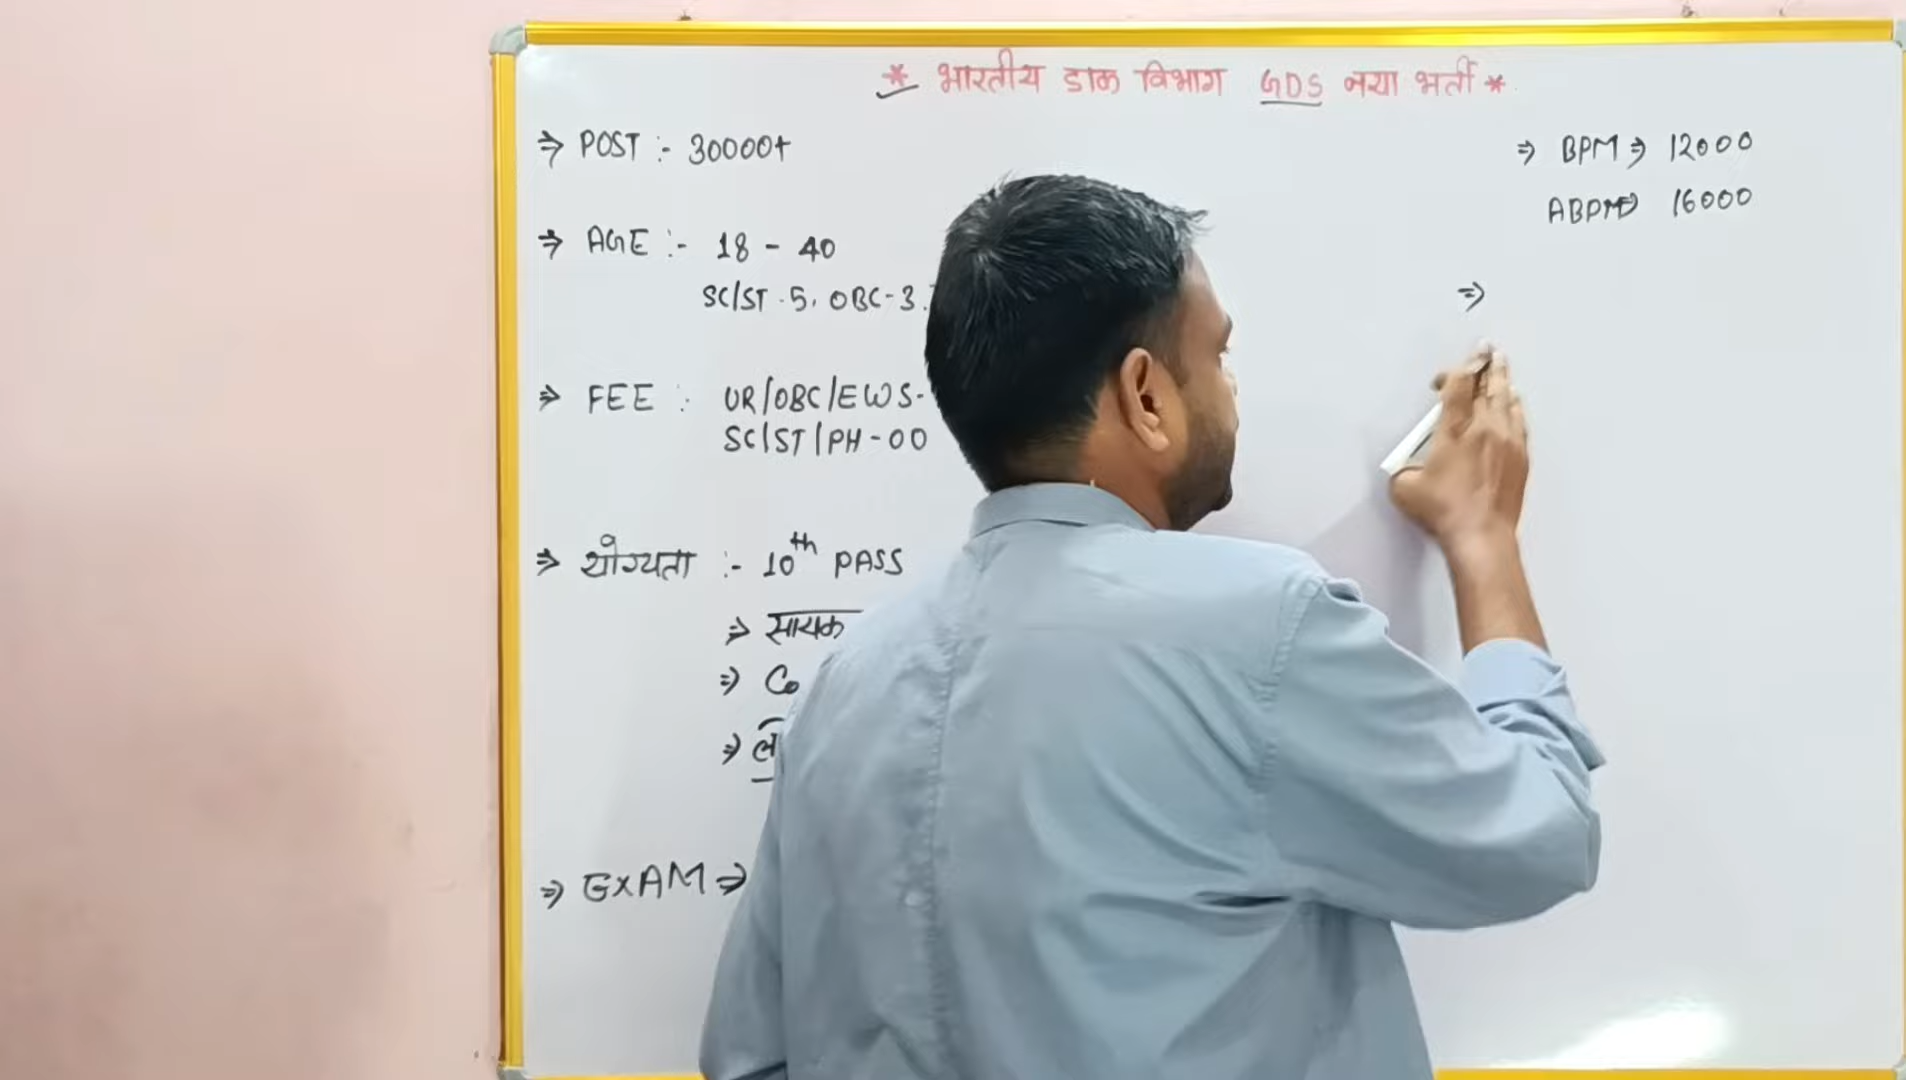 * भारतीय डाक विभाग GDS नया भर्ती *
⇒ POST :- 30000+
⇒ AGE :- 18 - 40
SC/ST - 5, OBC - 3
⇒ FEE : UR/OBC/EWS-
SC/ST/PH - 00
⇒ योग्यता :- 10th PASS
⇒ सायक
⇒ Co
⇒
⇒ EXAM ⇒
⇒ BPM ⇒ 12000
ABPM ⇒ 16000
⇒